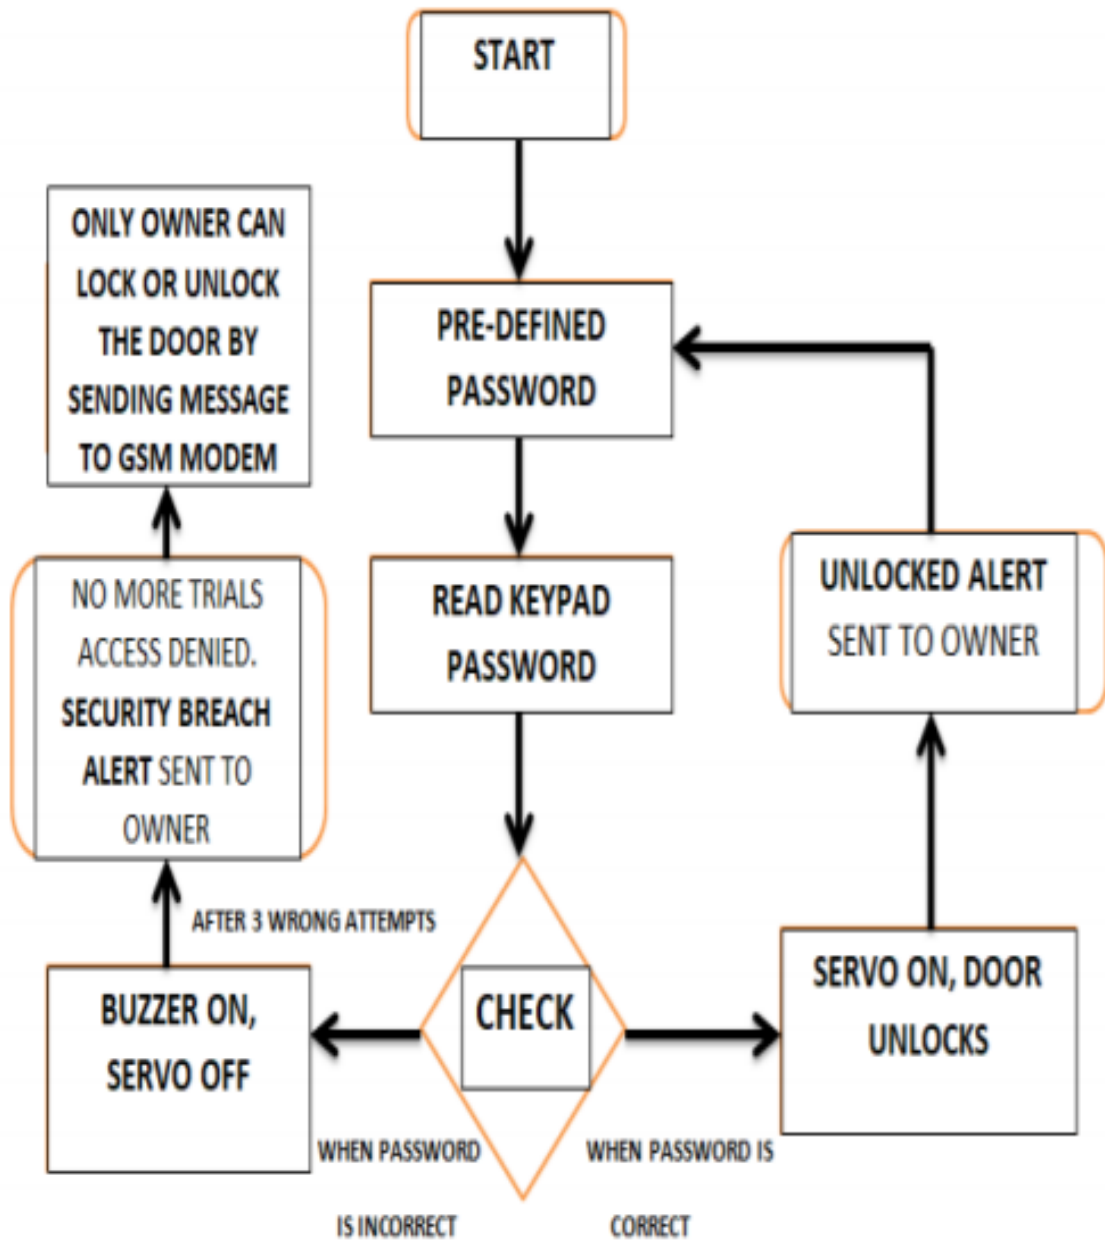 START
ONLY OWNER CAN
LOCK OR UNLOCK
THE DOOR BY
SENDING MESSAGE
TO GSM MODEM
PRE-DEFINED
PASSWORD
READ KEYPAD
PASSWORD
UNLOCKED ALERT
SENT TO OWNER
NO MORE TRIALS
ACCESS DENIED.
SECURITY BREACH
ALERT SENT TO
OWNER
AFTER 3 WRONG ATTEMPTS
BUZZER ON,
SERVO OFF
CHECK
SERVO ON, DOOR
UNLOCKS
WHEN PASSWORD
IS INCORRECT
WHEN PASSWORD IS
CORRECT